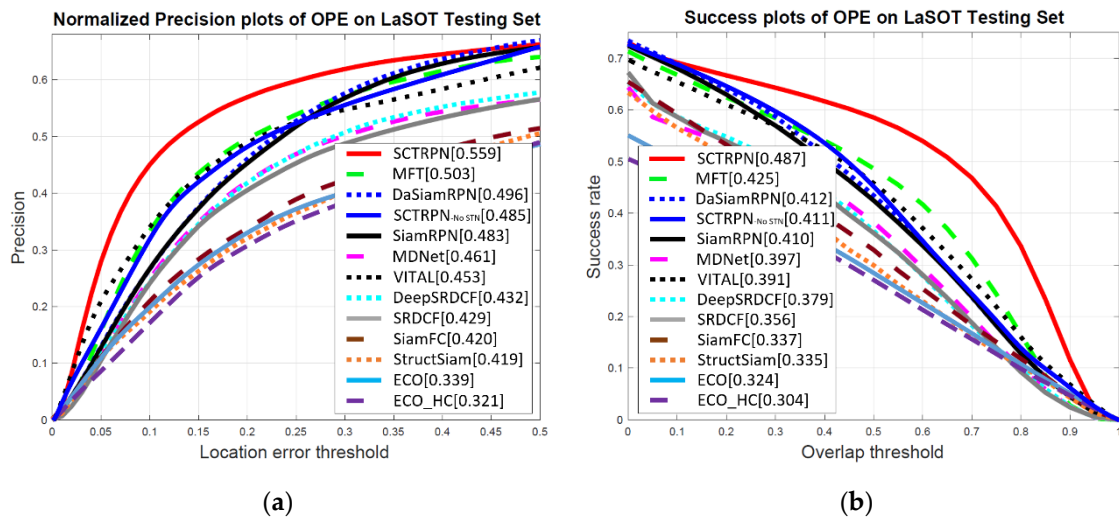 Normalized Precision plots of OPE on LaSOT Testing Set
Precision
0.6
0.5
0.4
0.3
0.2
0.1
0
0 0.05 0.1 0.15 0.2 0.25 0.3 0.35 0.4 0.45 0.5
Location error threshold
SCTRPN[0.559]
MFT[0.503]
DaSiamRPN[0.496]
SCTRPN-No STN[0.485]
SiamRPN[0.483]
MDNet[0.461]
VITAL[0.453]
DeepSRDCF[0.432]
SRDCF[0.429]
SiamFC[0.420]
StructSiam[0.419]
ECO[0.339]
ECO_HC[0.321]
(a)
Success plots of OPE on LaSOT Testing Set
Success rate
0.7
0.6
0.5
0.4
0.3
0.2
0.1
0
0 0.1 0.2 0.3 0.4 0.5 0.6 0.7 0.8 0.9 1
Overlap threshold
SCTRPN[0.487]
MFT[0.425]
DaSiamRPN[0.412]
SCTRPN-No STN[0.411]
SiamRPN[0.410]
MDNet[0.397]
VITAL[0.391]
DeepSRDCF[0.379]
SRDCF[0.356]
SiamFC[0.337]
StructSiam[0.335]
ECO[0.324]
ECO_HC[0.304]
(b)